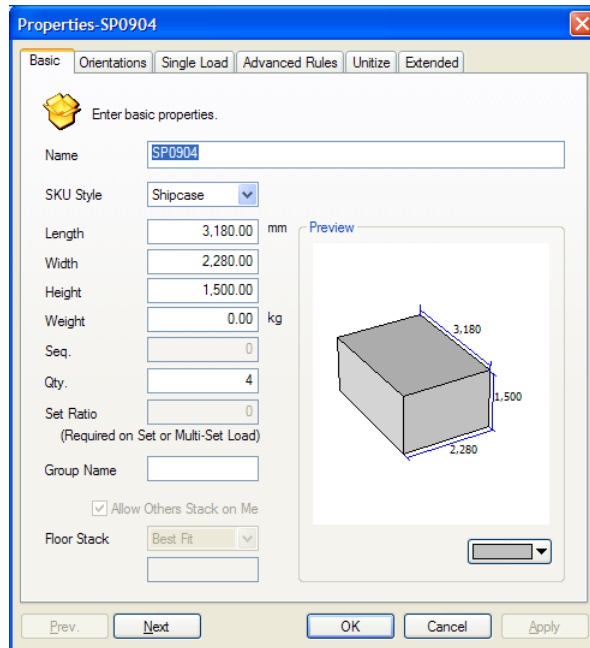 Properties-SP0904
Basic Orientations Single Load Advanced Rules Unitize Extended
Enter basic properties.
Name SP0904
SKU Style Shipcase
Length 3,180.00 mm
Width 2,280.00
Height 1,500.00
Weight 0.00 kg
Seq. 0
Qty. 4
Set Ratio 0
(Required on Set or Multi-Set Load)
Group Name
Allow Others Stack on Me
Floor Stack Best Fit
Preview
3,180
1,500
2,280
Prev. Next OK Cancel Apply